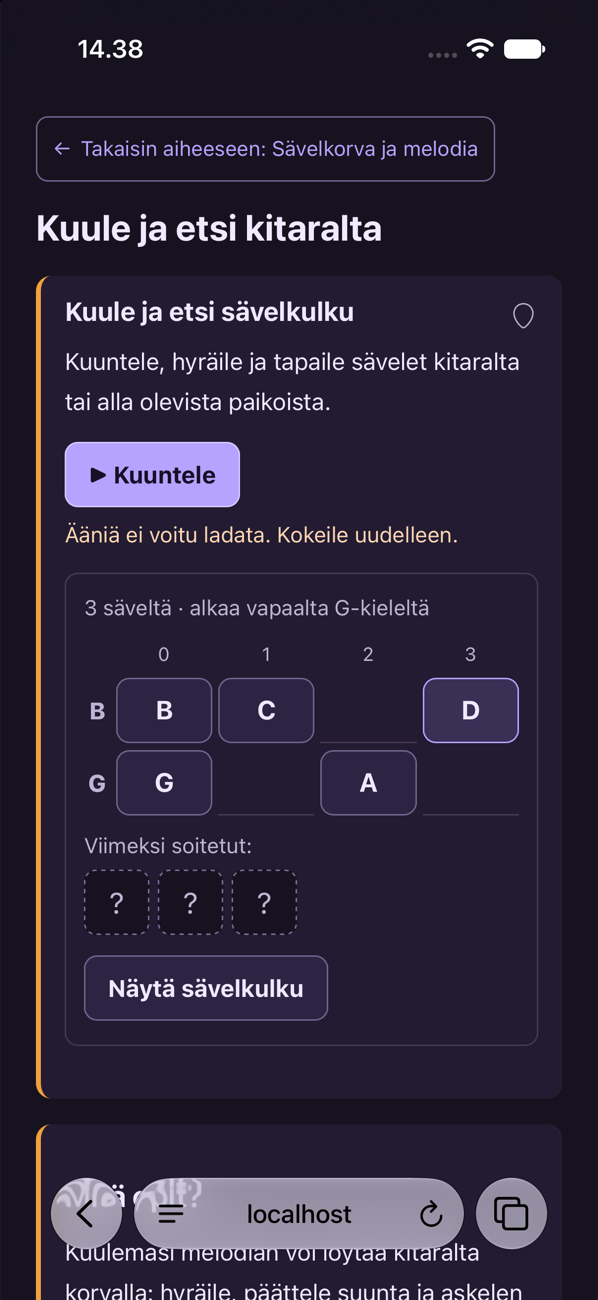 14.38
← Takaisin aiheeseen: Sävelkorva ja melodia
Kuule ja etsi kitaralta
Kuule ja etsi sävelkulku
Kuuntele, hyräile ja tapaile sävelet kitaralta
tai alla olevista paikoista.
▶ Kuuntele
Ääniä ei voitu ladata. Kokeile uudelleen.
3 säveltä · alkaa vapaalta G-kieleltä
0 1 2 3
B B C D
G G A
Viimeksi soitetut:
? ? ?
Näytä sävelkulku
localhost
Kuulemasi melodian voi löytää kitaralta
korvalla: hyräile, päättele suunta ja askelen